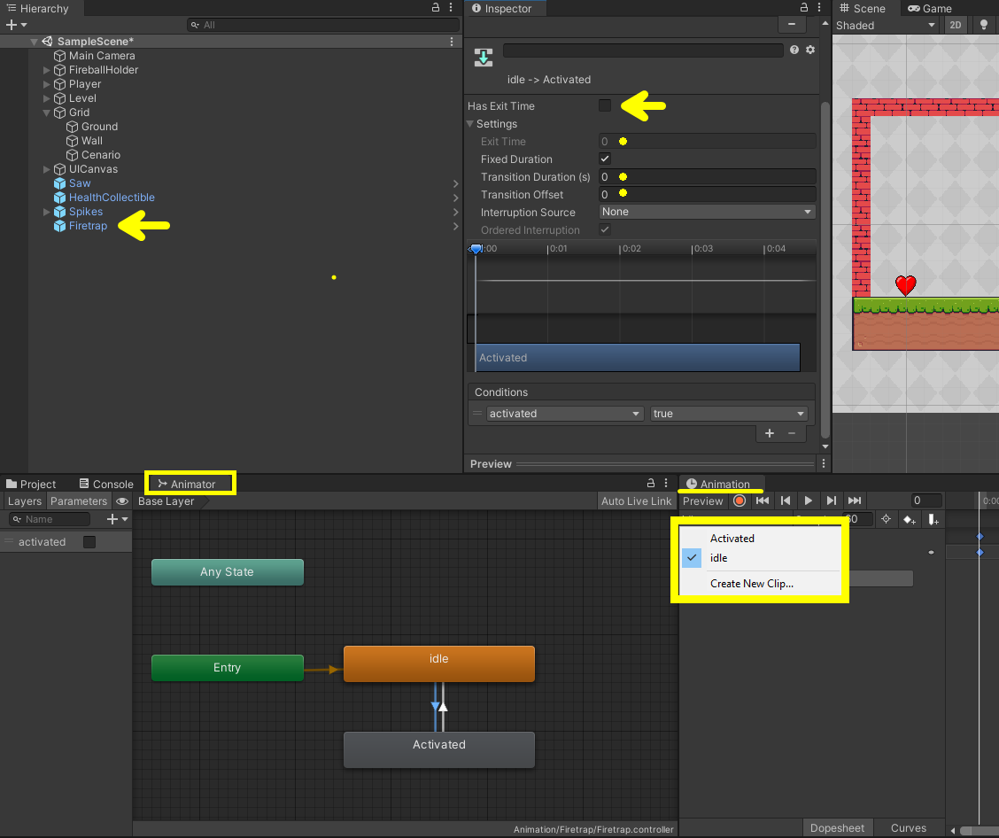 Hierarchy
All
SampleScene*
Main Camera
FireballHolder
Player
Level
Grid
Ground
Wall
Cenario
UICanvas
Saw
HealthCollectible
Spikes
Firetrap
Inspector
idle -> Activated
Has Exit Time
Settings
Exit Time 0
Fixed Duration
Transition Duration (s) 0
Transition Offset 0
Interruption Source None
Ordered Interruption
:00 0:01 0:02 0:03 0:04
Activated
Conditions
activated true
Preview
Scene Game
Shaded 2D
Project Console Animator
Layers Parameters Base Layer Auto Live Link
Name
activated
Any State
Entry
idle
Activated
Animation/Firetrap/Firetrap.controller
Animation
Preview 0 0:00
60
Activated
idle
Create New Clip...
Dopesheet Curves